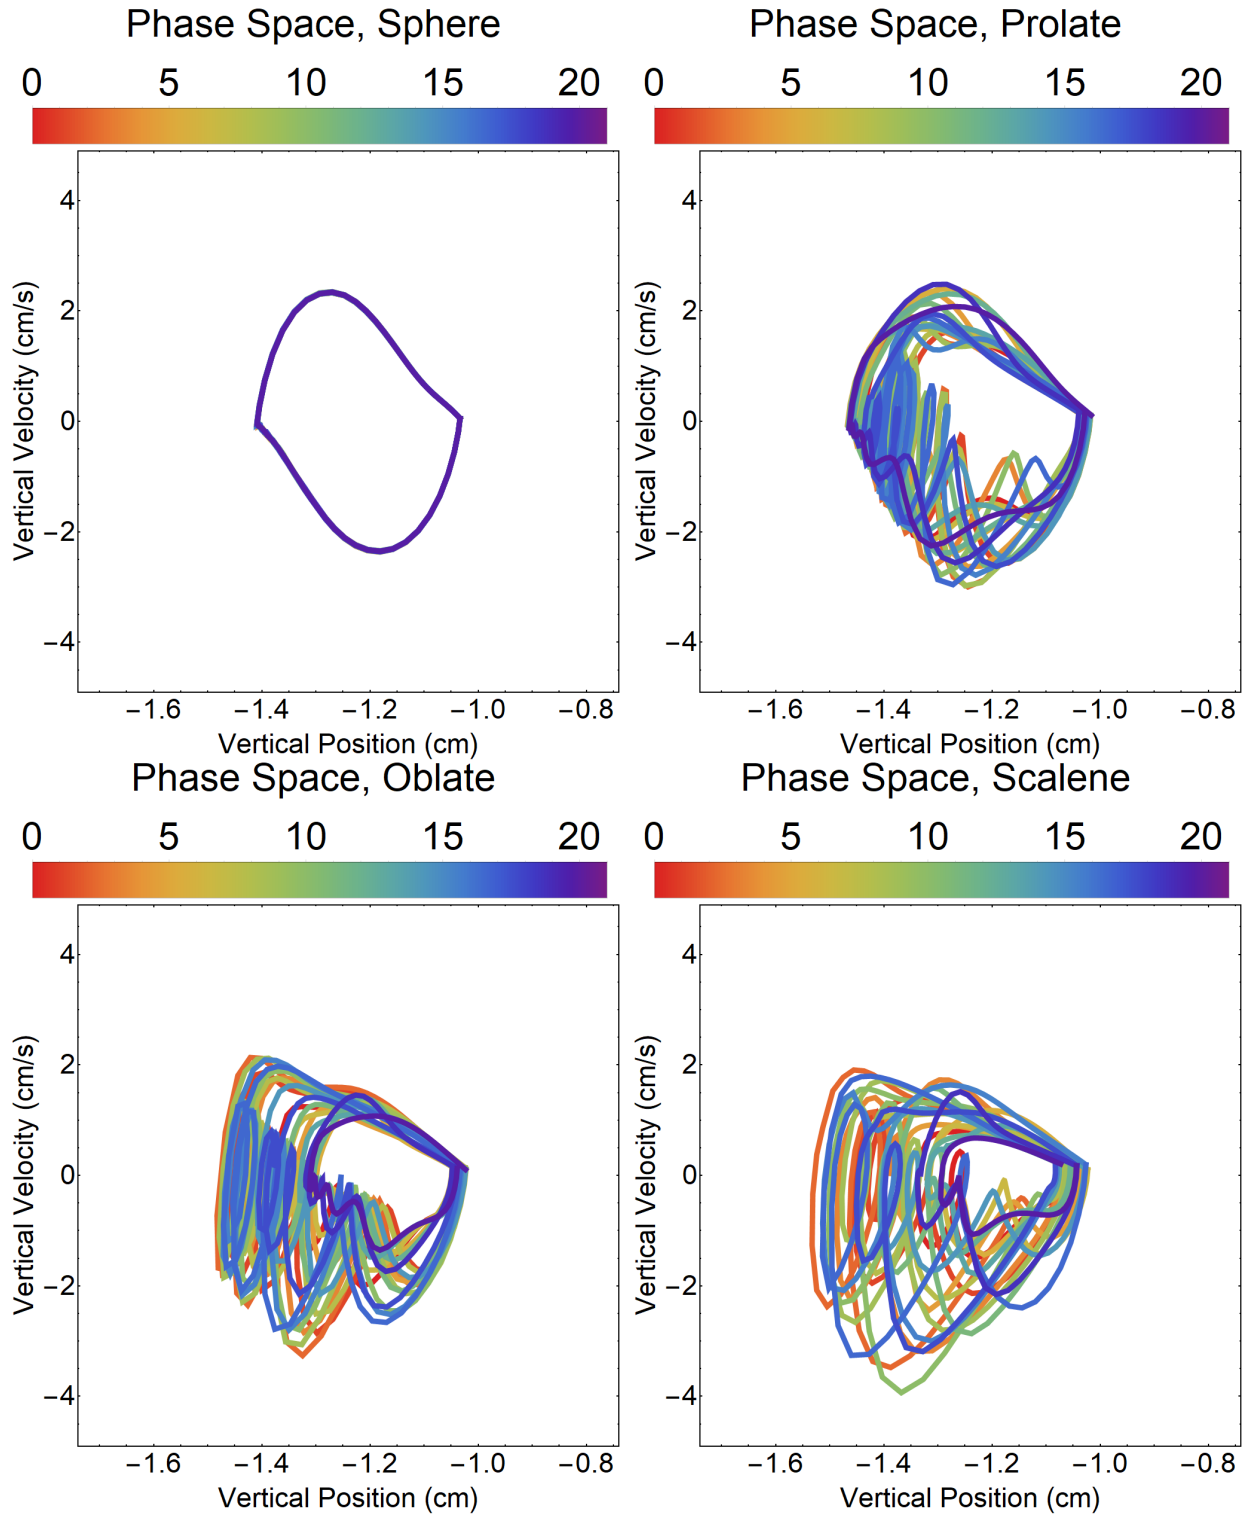 Phase Space, Sphere
0 5 10 15 20
4
2
0
−2
−4
Vertical Velocity (cm/s)
−1.6 −1.4 −1.2 −1.0 −0.8
Vertical Position (cm)
Phase Space, Prolate
0 5 10 15 20
4
2
0
−2
−4
Vertical Velocity (cm/s)
−1.6 −1.4 −1.2 −1.0 −0.8
Vertical Position (cm)
Phase Space, Oblate
0 5 10 15 20
4
2
0
−2
−4
Vertical Velocity (cm/s)
−1.6 −1.4 −1.2 −1.0 −0.8
Vertical Position (cm)
Phase Space, Scalene
0 5 10 15 20
4
2
0
−2
−4
Vertical Velocity (cm/s)
−1.6 −1.4 −1.2 −1.0 −0.8
Vertical Position (cm)